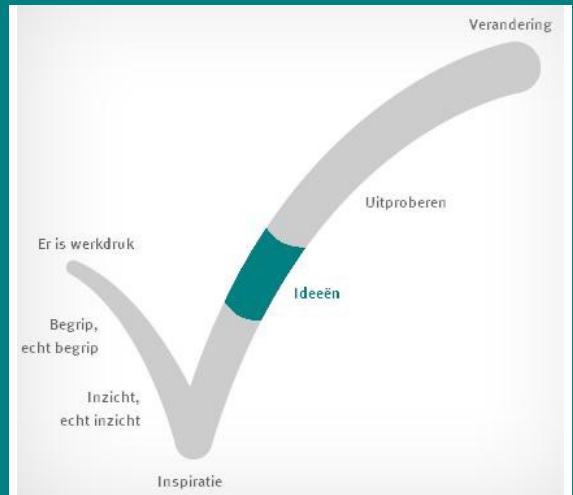 Verandering
Uitproberen
Er is werkdruk
Ideeën
Begrip,
echt begrip
Inzicht,
echt inzicht
Inspiratie